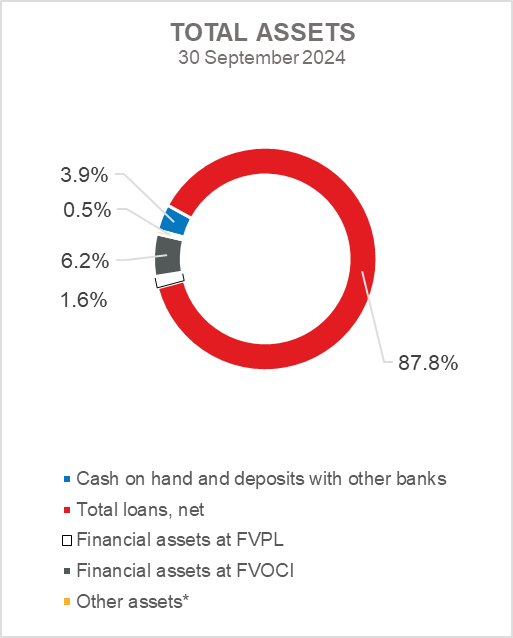 TOTAL ASSETS
30 September 2024
3.9%
0.5%
6.2%
1.6%
87.8%
Cash on hand and deposits with other banks
Total loans, net
Financial assets at FVPL
Financial assets at FVOCI
Other assets*